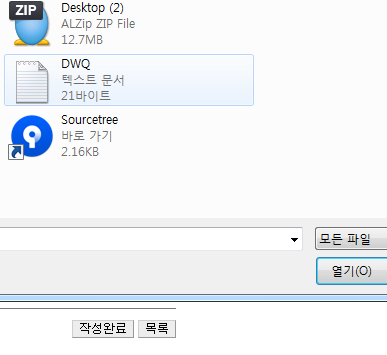 ZIP
Desktop (2)
ALZip ZIP File
12.7MB
DWQ
텍스트 문서
21바이트
Sourcetree
바로 가기
2.16KB
모든 파일
열기(O)
작성완료 목록